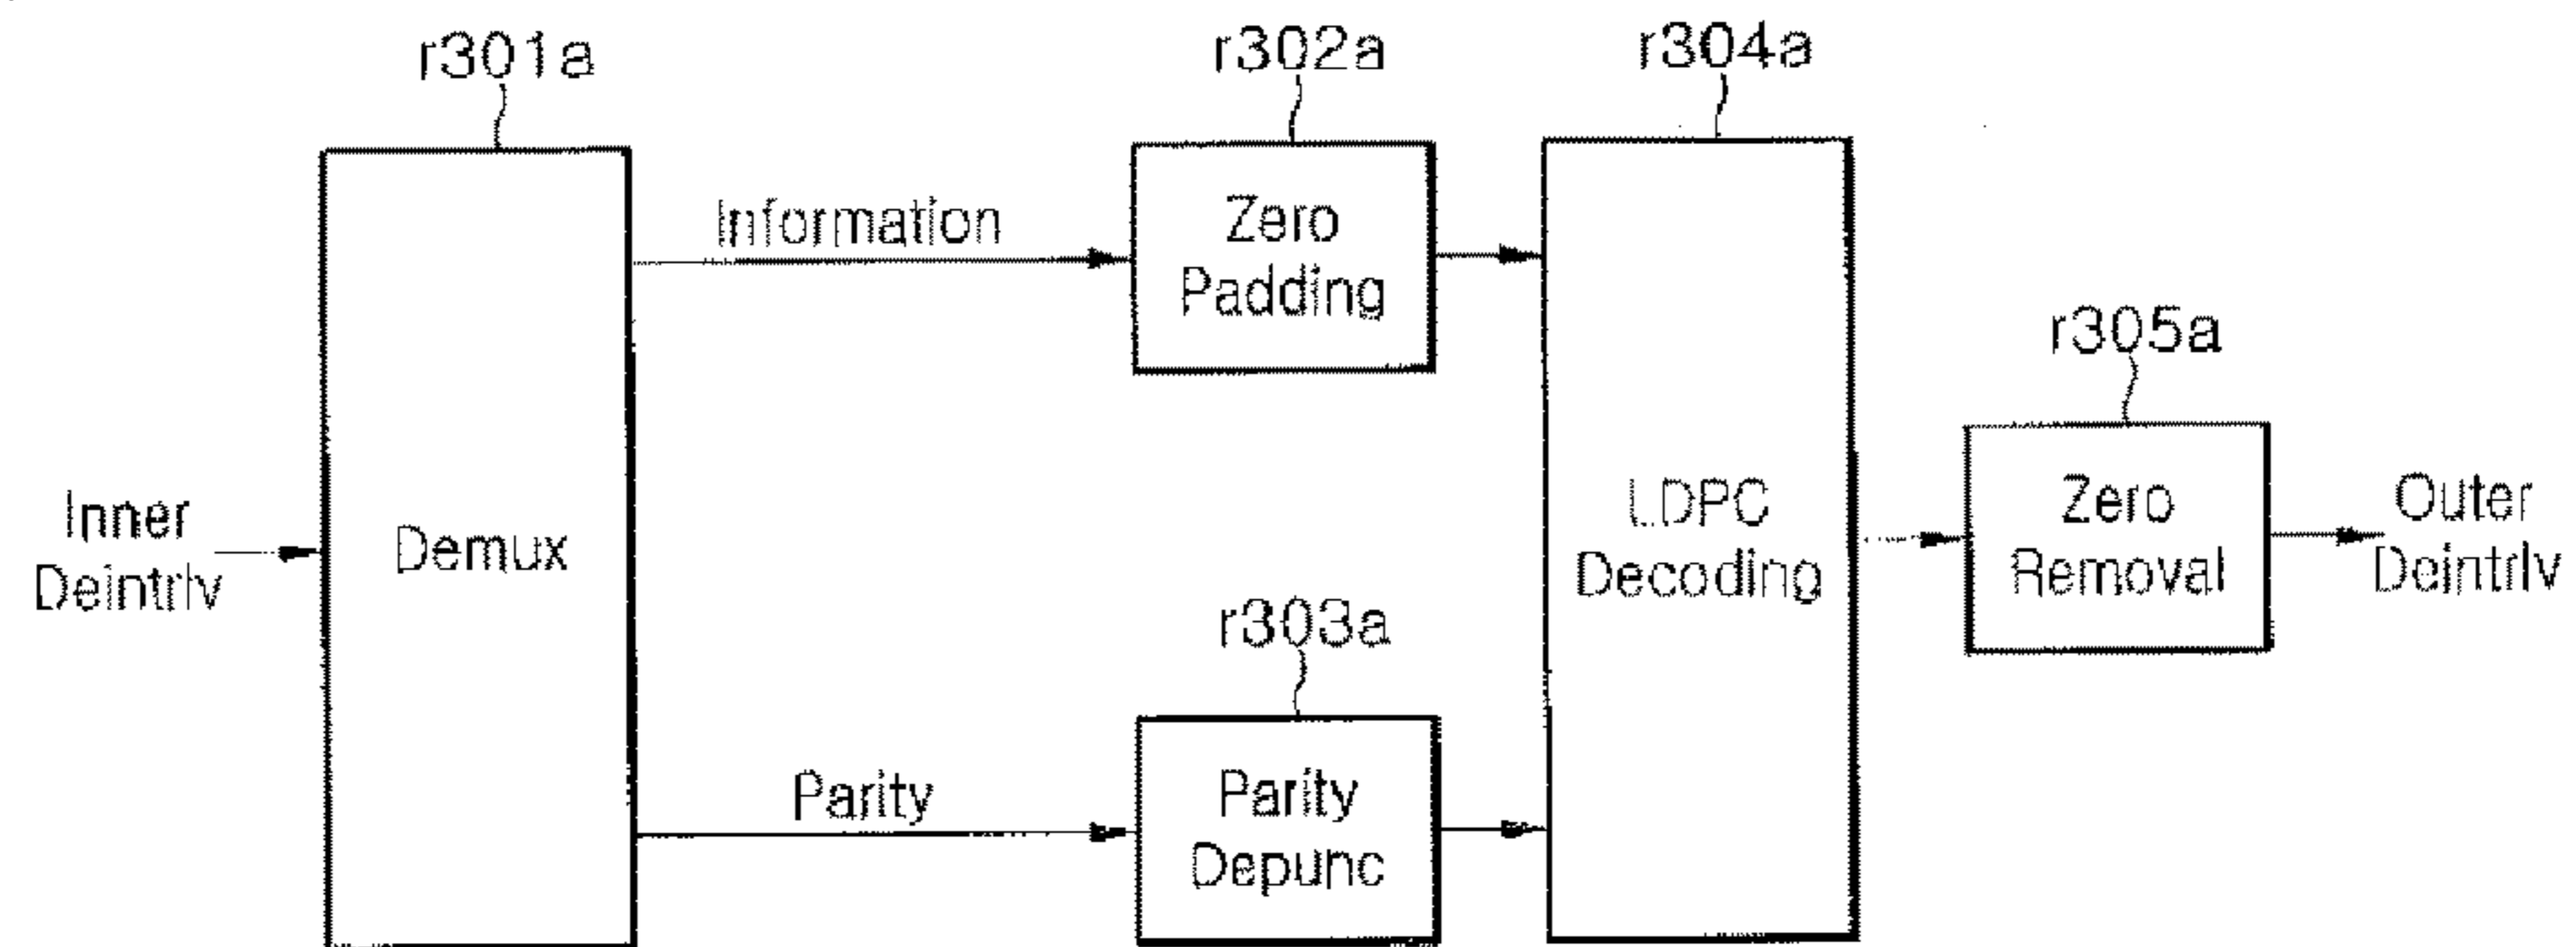 r301a
r302a
r304a
Information
Zero
Padding
r305a
Inner
Deintrlv
Demux
LDPC
Decoding
Zero
Removal
Outer
Deintrlv
r303a
Parity
Parity
Depunc